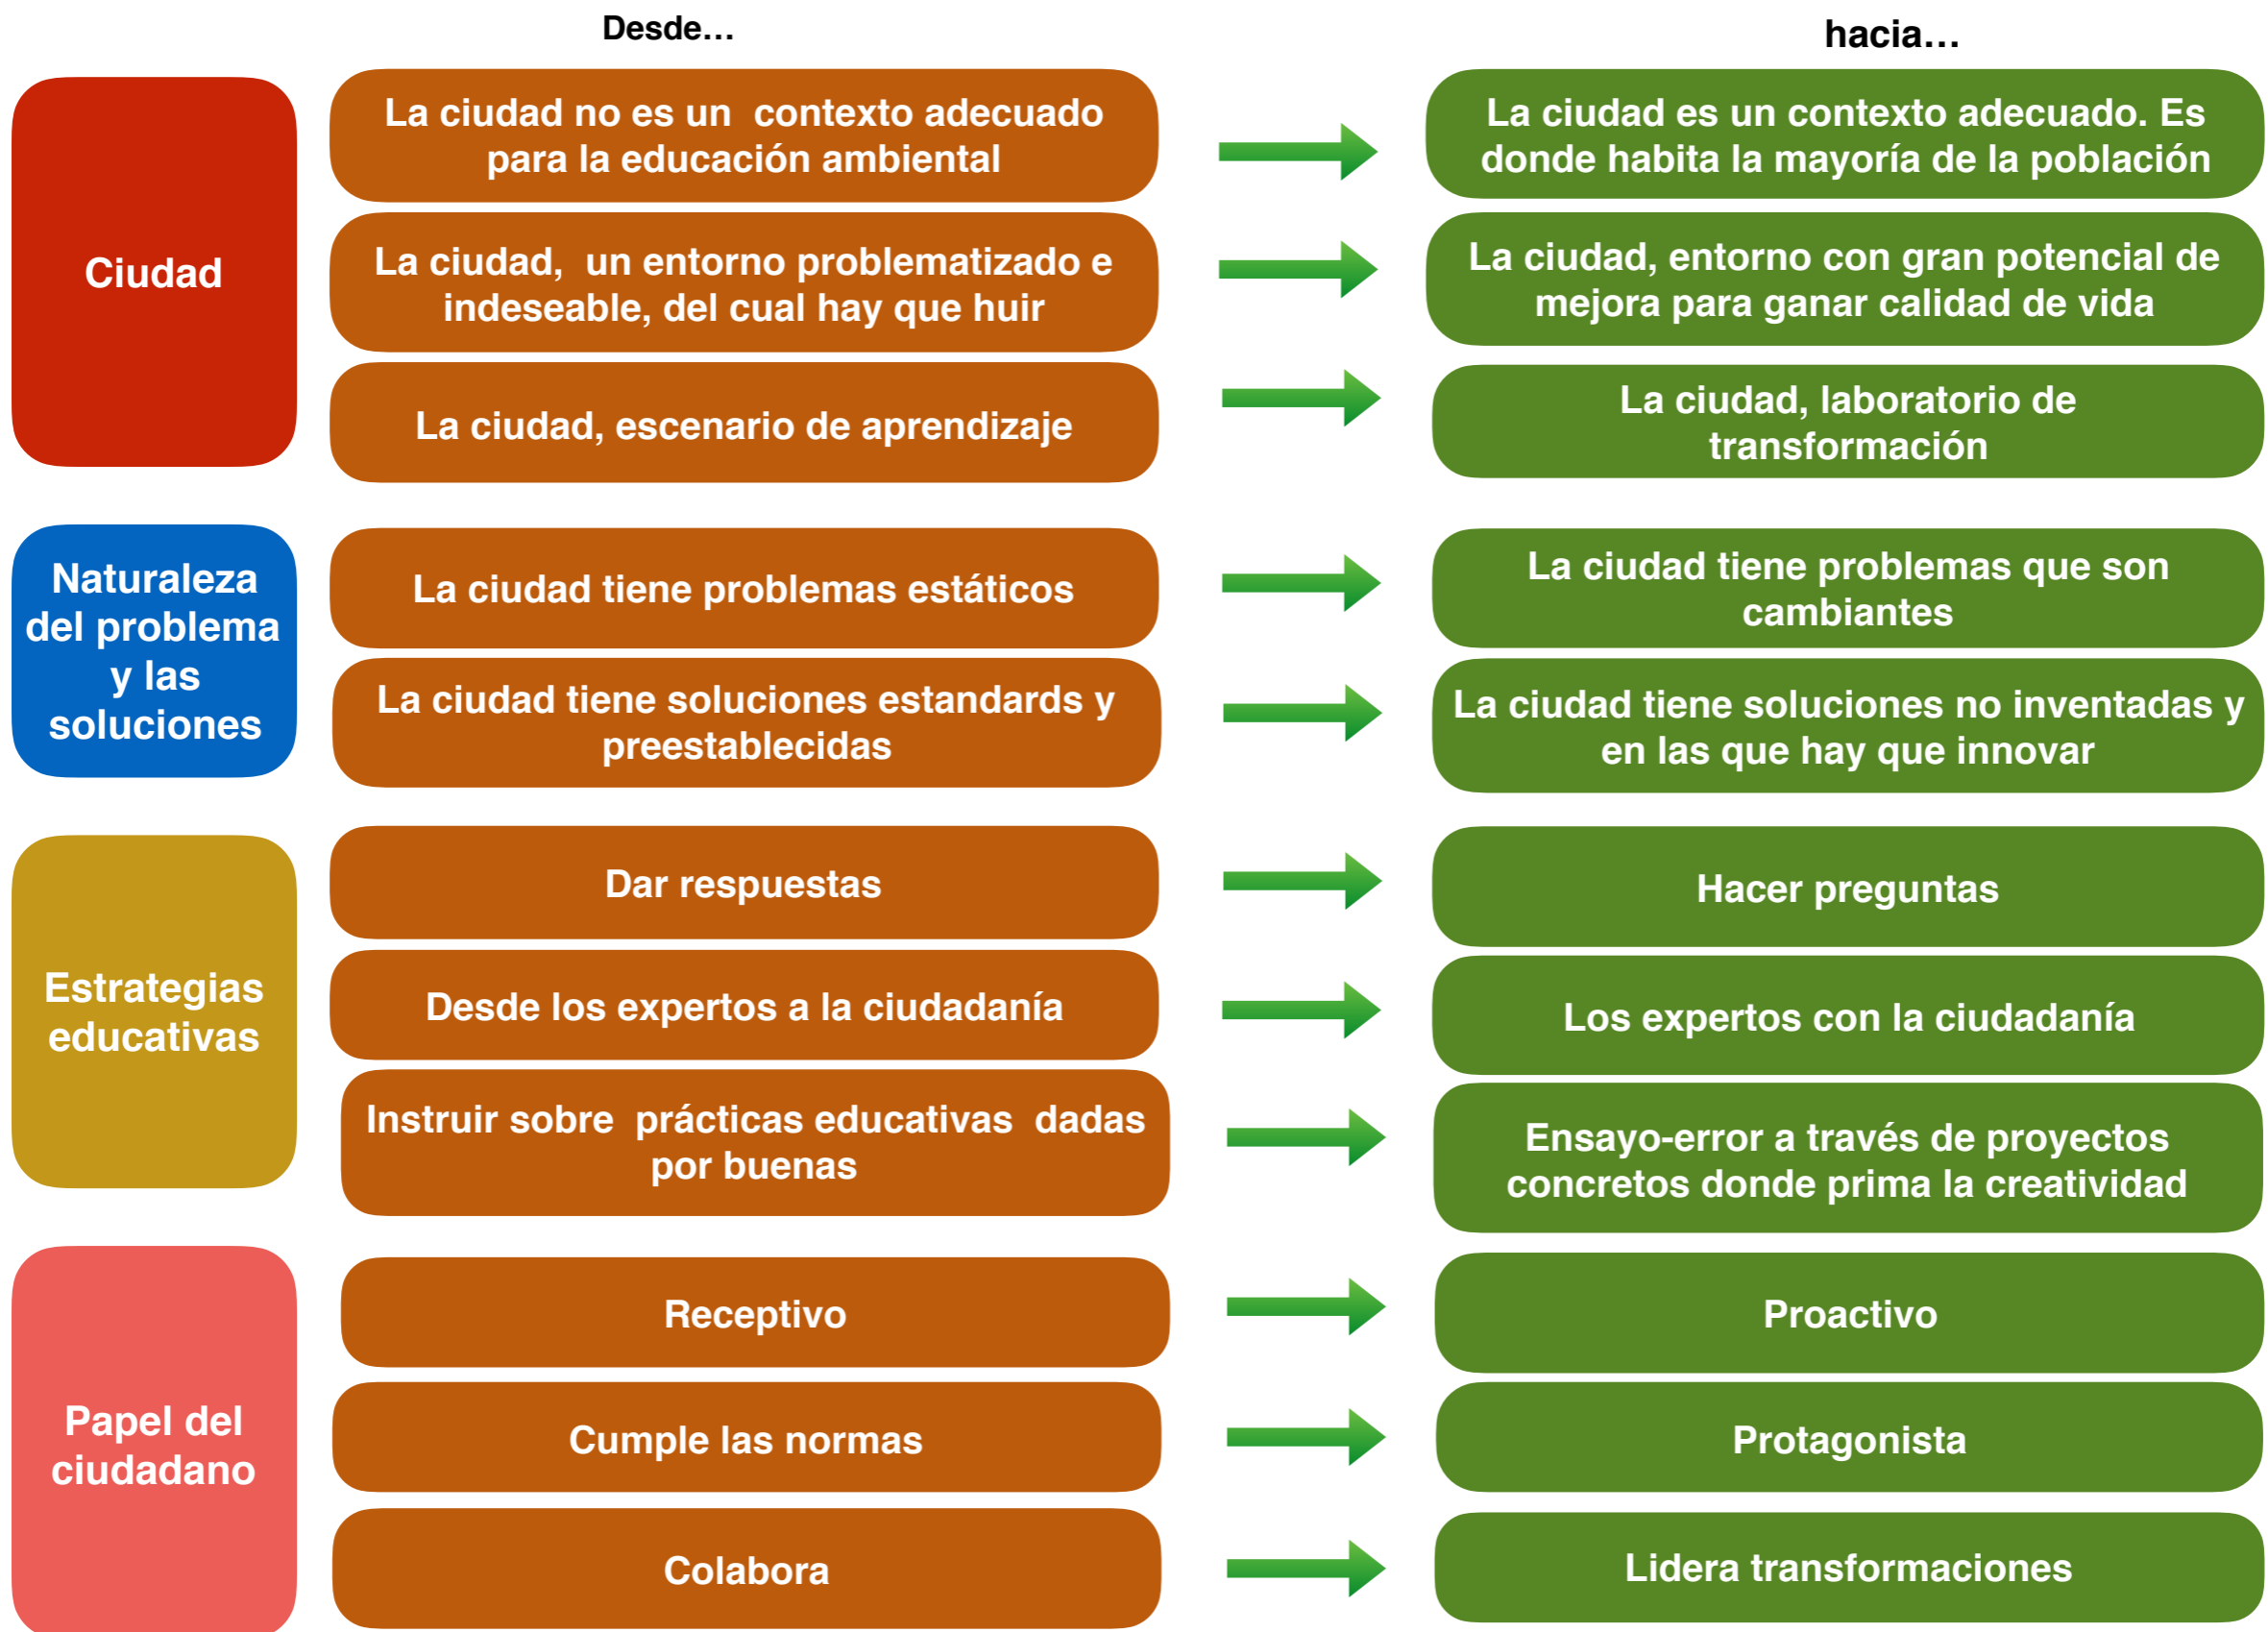 Desde...
hacia...
Ciudad
La ciudad no es un contexto adecuado
para la educación ambiental
La ciudad es un contexto adecuado. Es
donde habita la mayoría de la población
La ciudad, un entorno problematizado e
indeseable, del cual hay que huir
La ciudad, entorno con gran potencial de
mejora para ganar calidad de vida
La ciudad, escenario de aprendizaje
La ciudad, laboratorio de
transformación
Naturaleza
del problema
y las
soluciones
La ciudad tiene problemas estáticos
La ciudad tiene problemas que son
cambiantes
La ciudad tiene soluciones estandards y
preestablecidas
La ciudad tiene soluciones no inventadas y
en las que hay que innovar
Estrategias
educativas
Dar respuestas
Hacer preguntas
Desde los expertos a la ciudadanía
Los expertos con la ciudadanía
Instruir sobre prácticas educativas dadas
por buenas
Ensayo-error a través de proyectos
concretos donde prima la creatividad
Papel del
ciudadano
Receptivo
Proactivo
Cumple las normas
Protagonista
Colabora
Lidera transformaciones